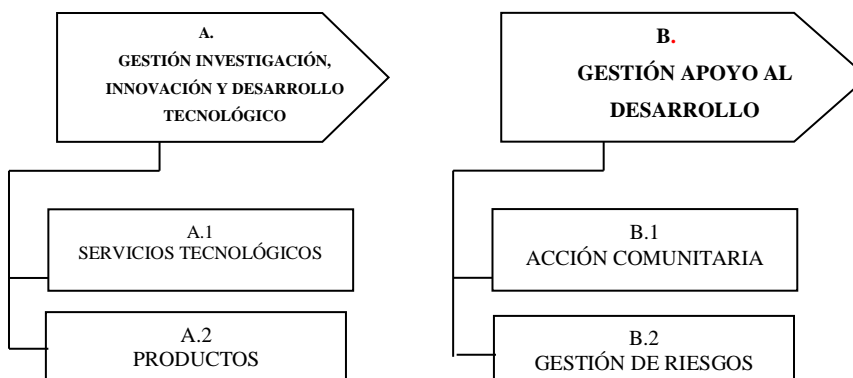 A.
GESTIÓN INVESTIGACIÓN,
INNOVACIÓN Y DESARROLLO
TECNOLÓGICO
A.1
SERVICIOS TECNOLÓGICOS
A.2
PRODUCTOS
B.
GESTIÓN APOYO AL
DESARROLLO
B.1
ACCIÓN COMUNITARIA
B.2
GESTIÓN DE RIESGOS